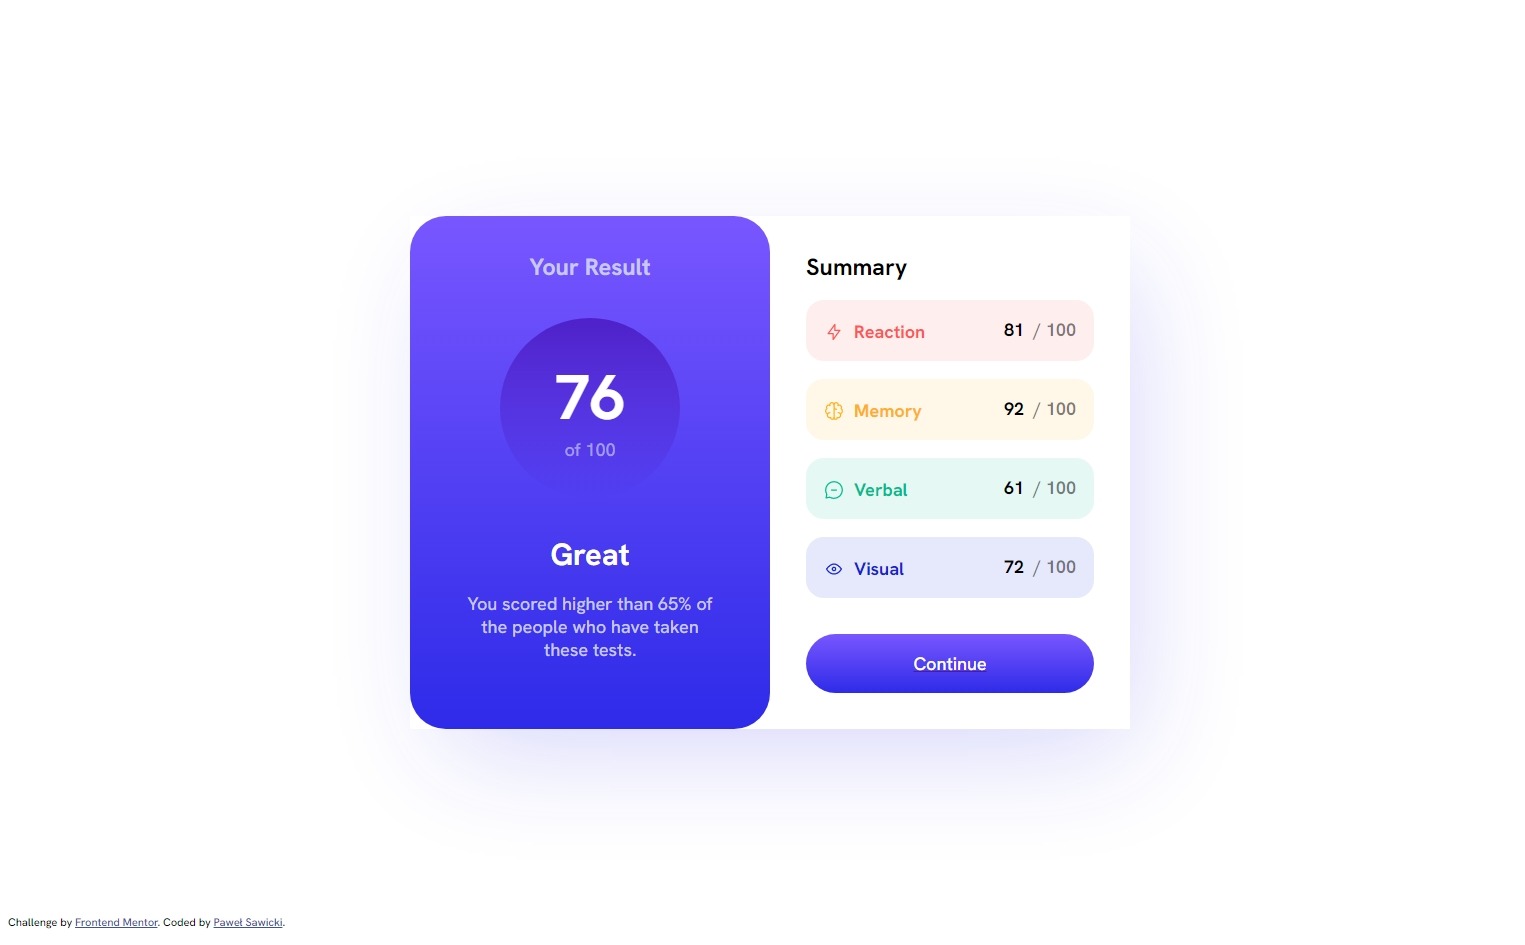 Your Result
76
of 100
Great
You scored higher than 65% of
the people who have taken
these tests.
Summary
Reaction 81 / 100
Memory 92 / 100
Verbal 61 / 100
Visual 72 / 100
Continue
Challenge by Frontend Mentor. Coded by Paweł Sawicki.